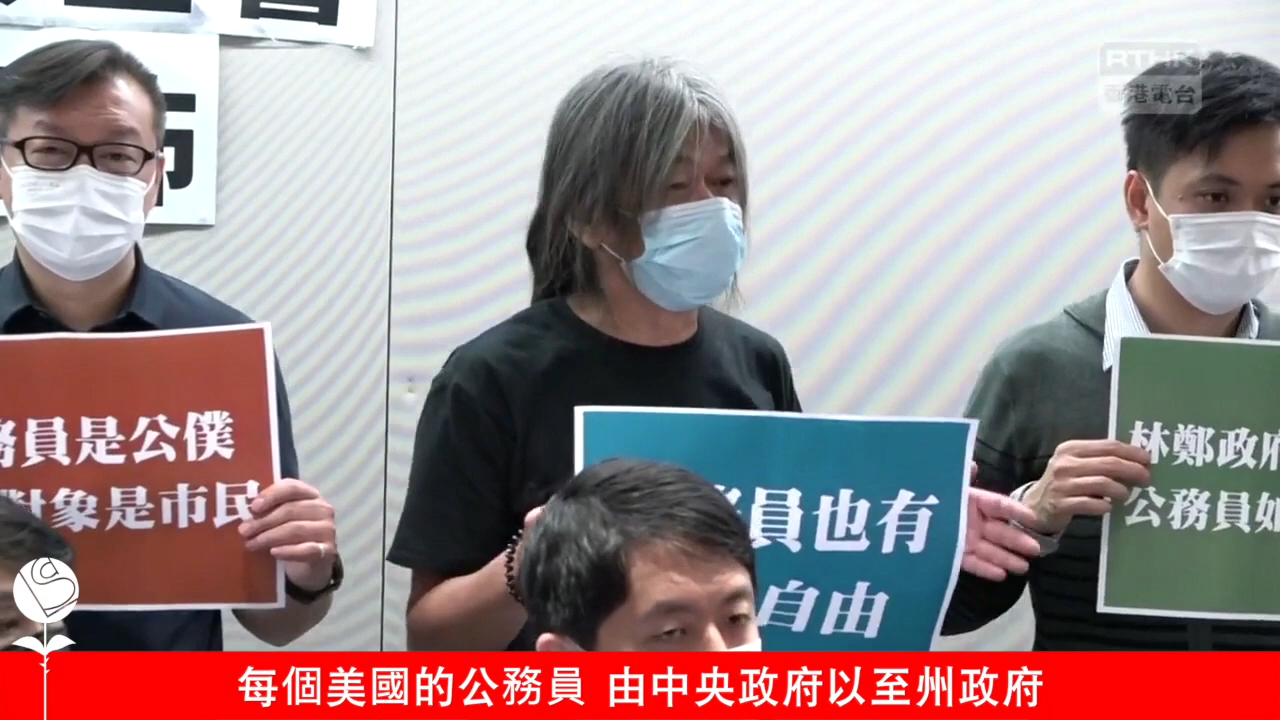 RTHK
香港電台
師
務員是公僕
對象是市民
員也有
自由
林鄭政府
公務員如
每個美國的公務員 由中央政府以至州政府